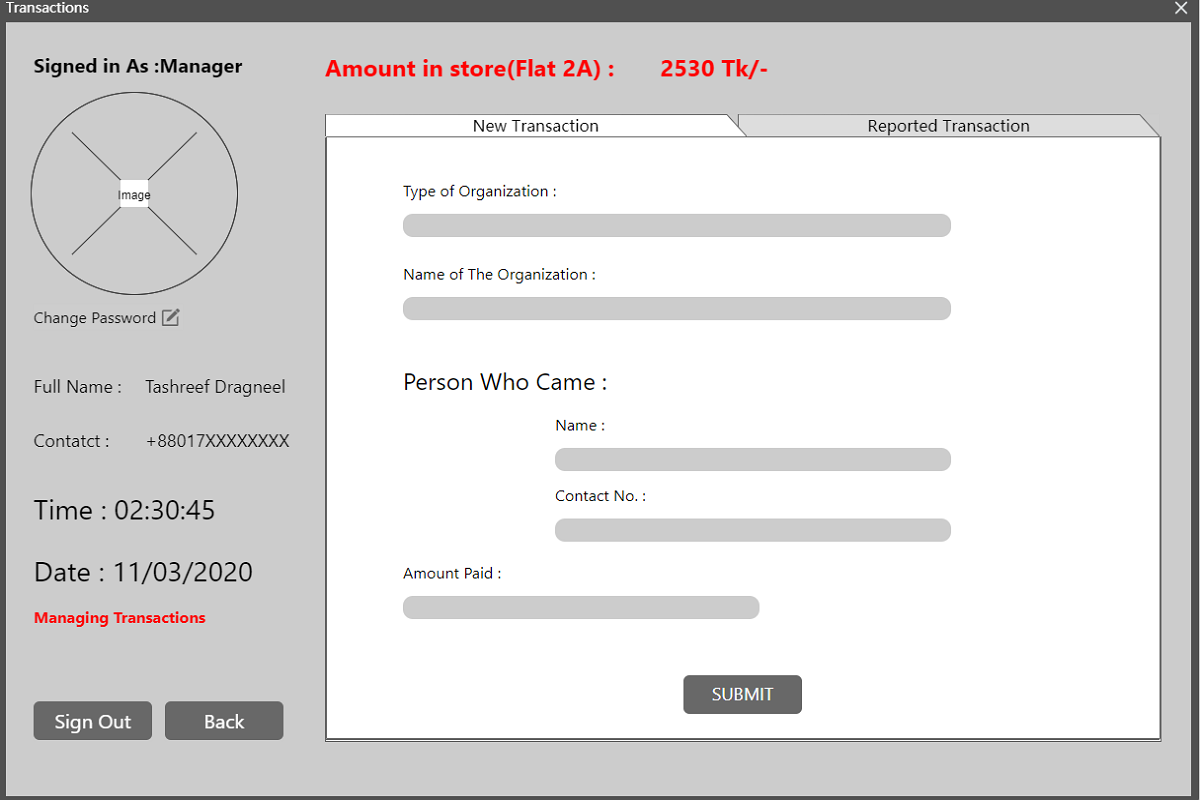 Transactions
Signed in As :Manager
Amount in store(Flat 2A) : 2530 Tk/-
New Transaction
Reported Transaction
Image
Change Password
Full Name : Tashreef Dragneel
Contatct : +88017XXXXXXXX
Time : 02:30:45
Date : 11/03/2020
Managing Transactions
Sign Out
Back
Type of Organization :
Name of The Organization :
Person Who Came :
Name :
Contact No. :
Amount Paid :
SUBMIT